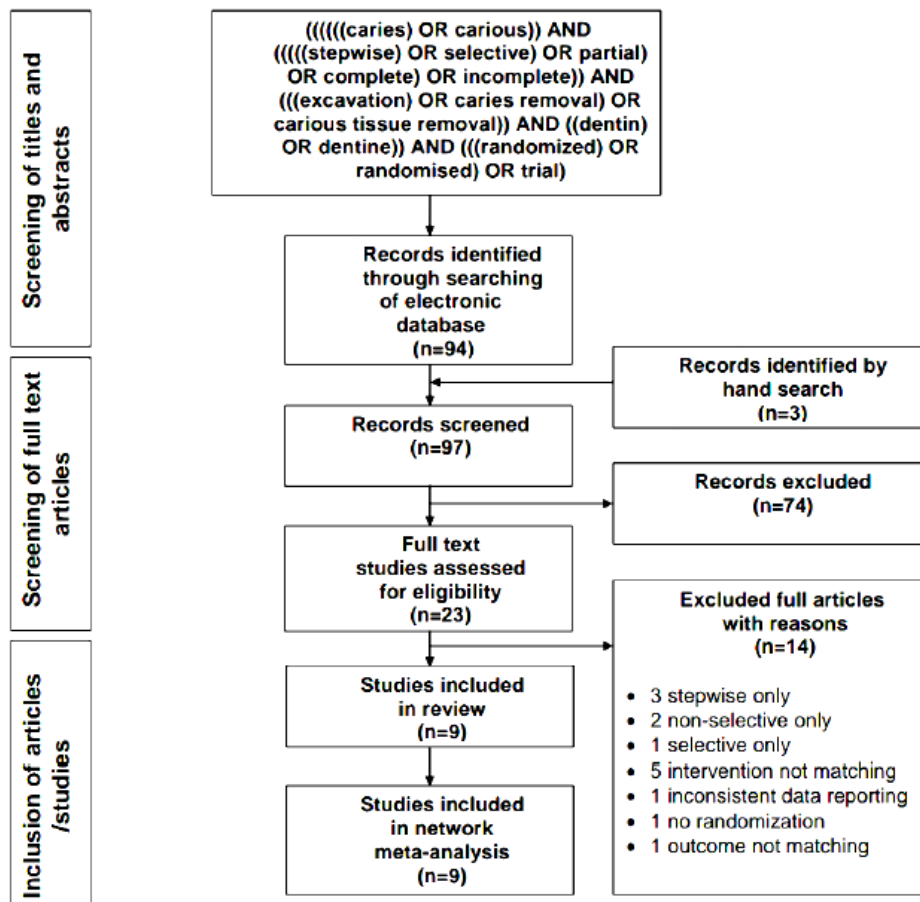 Screening of titles and
abstracts
((((((caries) OR carious)) AND
(((((stepwise) OR selective) OR partial)
OR complete) OR incomplete)) AND
(((excavation) OR caries removal) OR
carious tissue removal)) AND ((dentin)
OR dentine)) AND (((randomized) OR
randomised) OR trial)
Records identified
through searching
of electronic
database
(n=94)
Screening of full text
articles
Records identified by
hand search
(n=3)
Records screened
(n=97)
Records excluded
(n=74)
Full text
studies assessed
for eligibility
(n=23)
Excluded full articles
with reasons
(n=14)
• 3 stepwise only
• 2 non-selective only
• 1 selective only
• 5 intervention not matching
• 1 inconsistent data reporting
• 1 no randomization
• 1 outcome not matching
Inclusion of articles
/studies
Studies included
in review
(n=9)
Studies included
in network
meta-analysis
(n=9)